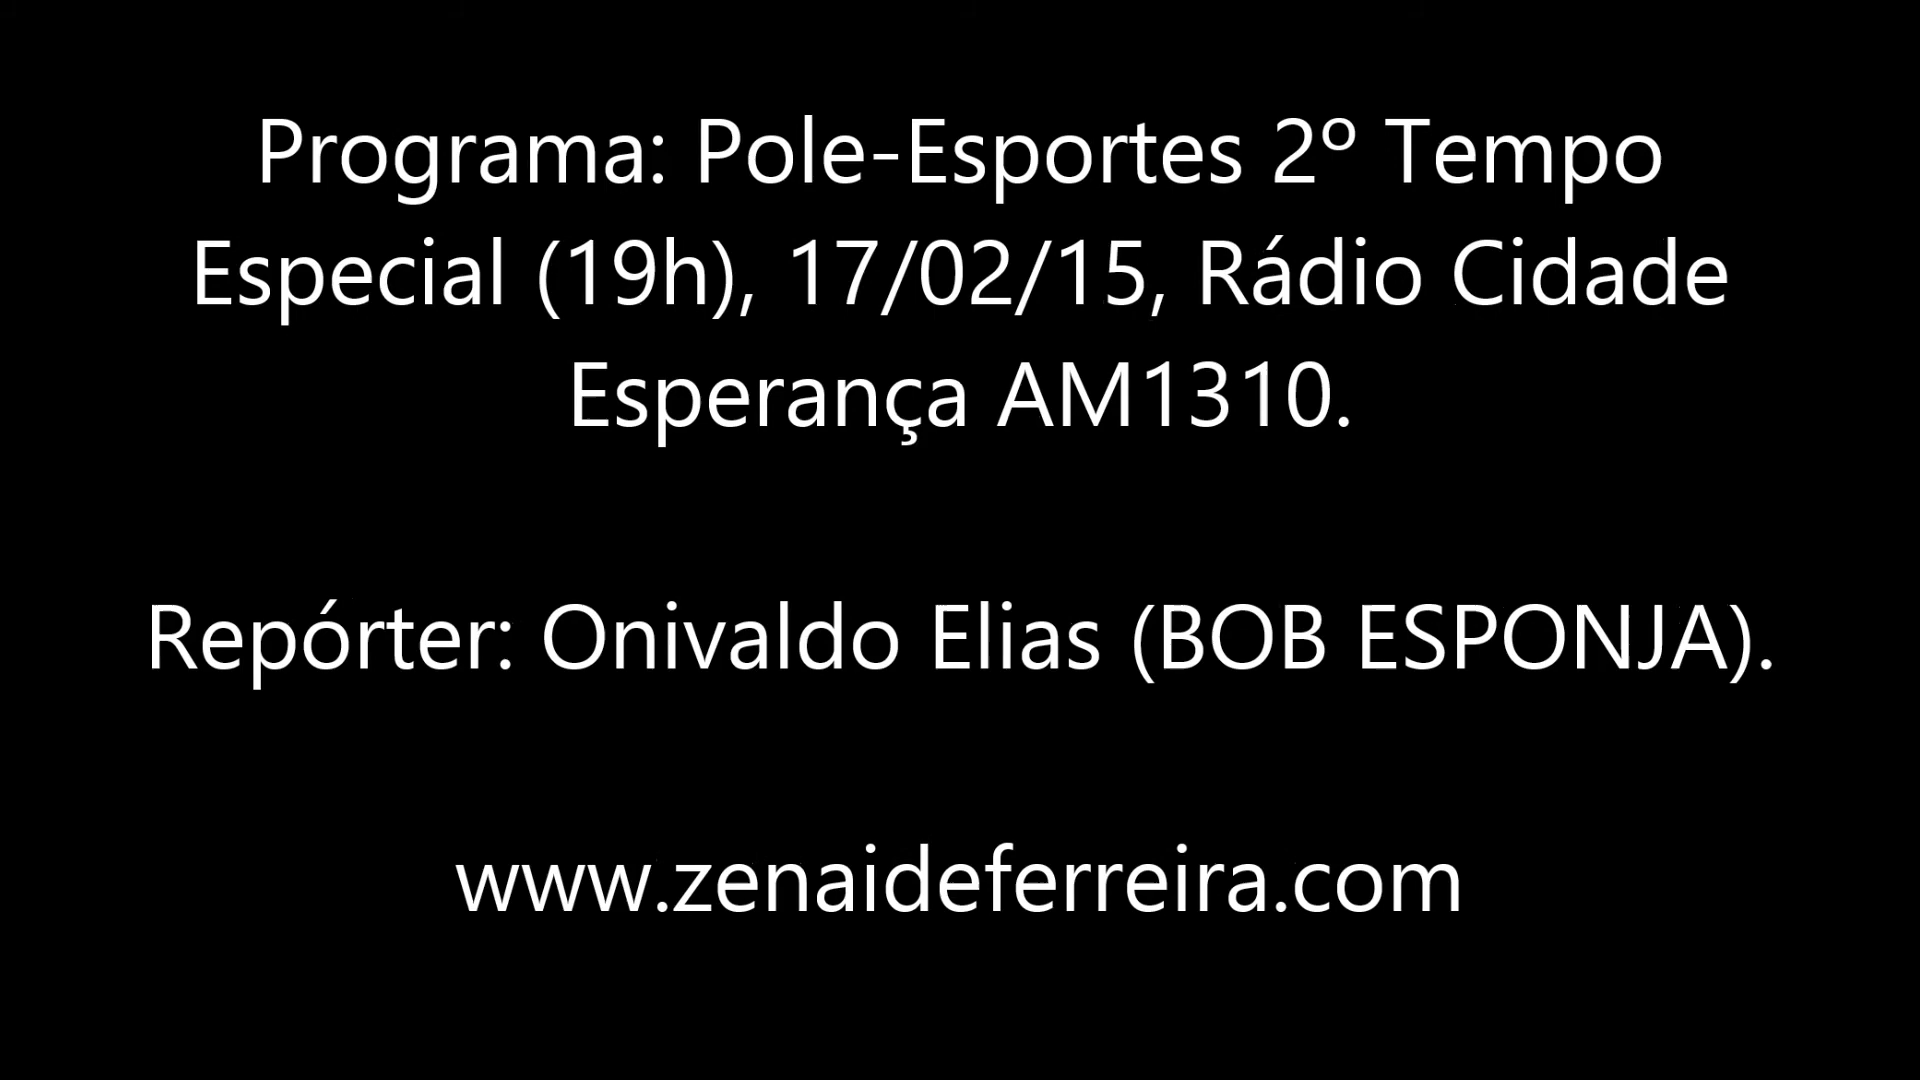 Programa: Pole-Esportes 2º Tempo
Especial (19h), 17/02/15, Rádio Cidade
Esperança AM1310.
Repórter: Onivaldo Elias (BOB ESPONJA).
www.zenaideferreira.com